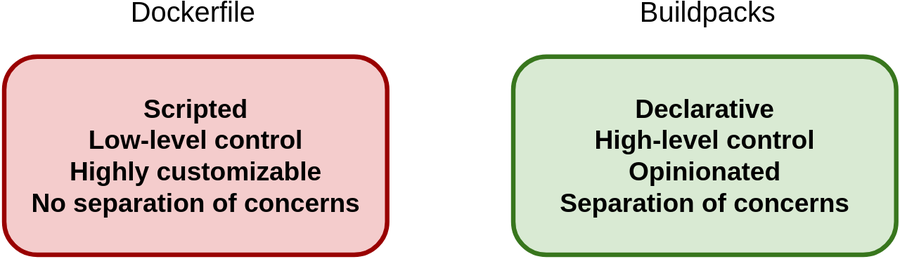 Dockerfile
Scripted
Low-level control
Highly customizable
No separation of concerns
Buildpacks
Declarative
High-level control
Opinionated
Separation of concerns